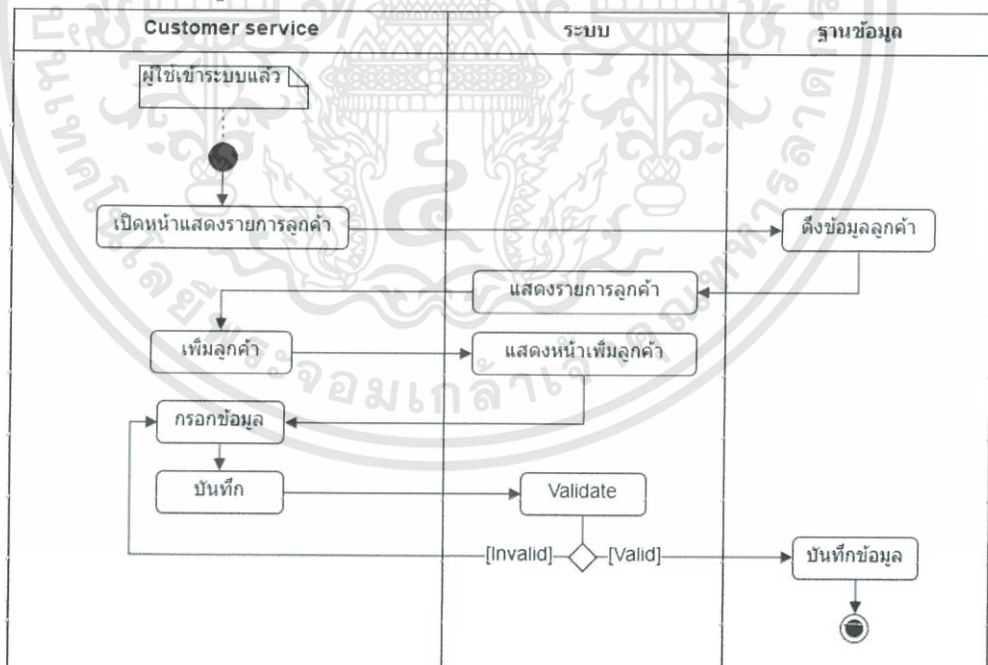 Customer service
ระบบ
ฐานข้อมูล
ผู้ใช้เข้าระบบแล้ว
เปิดหน้าแสดงรายการลูกค้า
ดึงข้อมูลลูกค้า
แสดงรายการลูกค้า
เพิ่มลูกค้า
แสดงหน้าเพิ่มลูกค้า
กรอกข้อมูล
บันทึก
Validate
[Invalid]
[Valid]
บันทึกข้อมูล